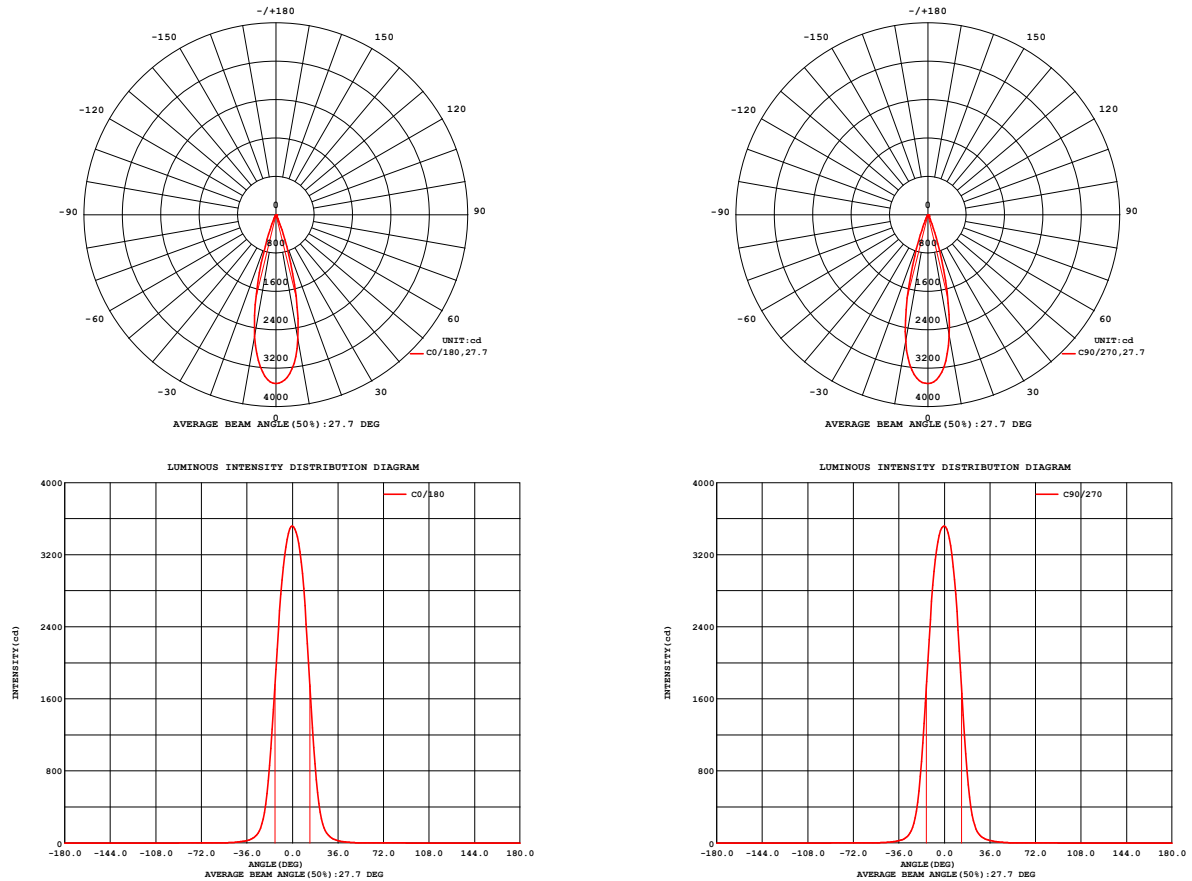 -/+180
-150 150
-120 120
-90 90
0
800
1600
-60 60
2400
UNIT:cd
C0/180,27.7
3200
-30 30
4000
0
AVERAGE BEAM ANGLE(50%):27.7 DEG
-/+180
-150 150
-120 120
-90 90
0
800
1600
-60 60
2400
UNIT:cd
C90/270,27.7
3200
-30 30
4000
0
AVERAGE BEAM ANGLE(50%):27.7 DEG
LUMINOUS INTENSITY DISTRIBUTION DIAGRAM
4000
C0/180
3200
2400
INTENSITY(cd)
1600
800
0
-180.0 -144.0 -108.0 -72.0 -36.0 0.0 36.0 72.0 108.0 144.0 180.0
ANGLE(DEG)
AVERAGE BEAM ANGLE(50%):27.7 DEG
LUMINOUS INTENSITY DISTRIBUTION DIAGRAM
4000
C90/270
3200
2400
INTENSITY(cd)
1600
800
0
-180.0 -144.0 -108.0 -72.0 -36.0 0.0 36.0 72.0 108.0 144.0 180.0
ANGLE(DEG)
AVERAGE BEAM ANGLE(50%):27.7 DEG